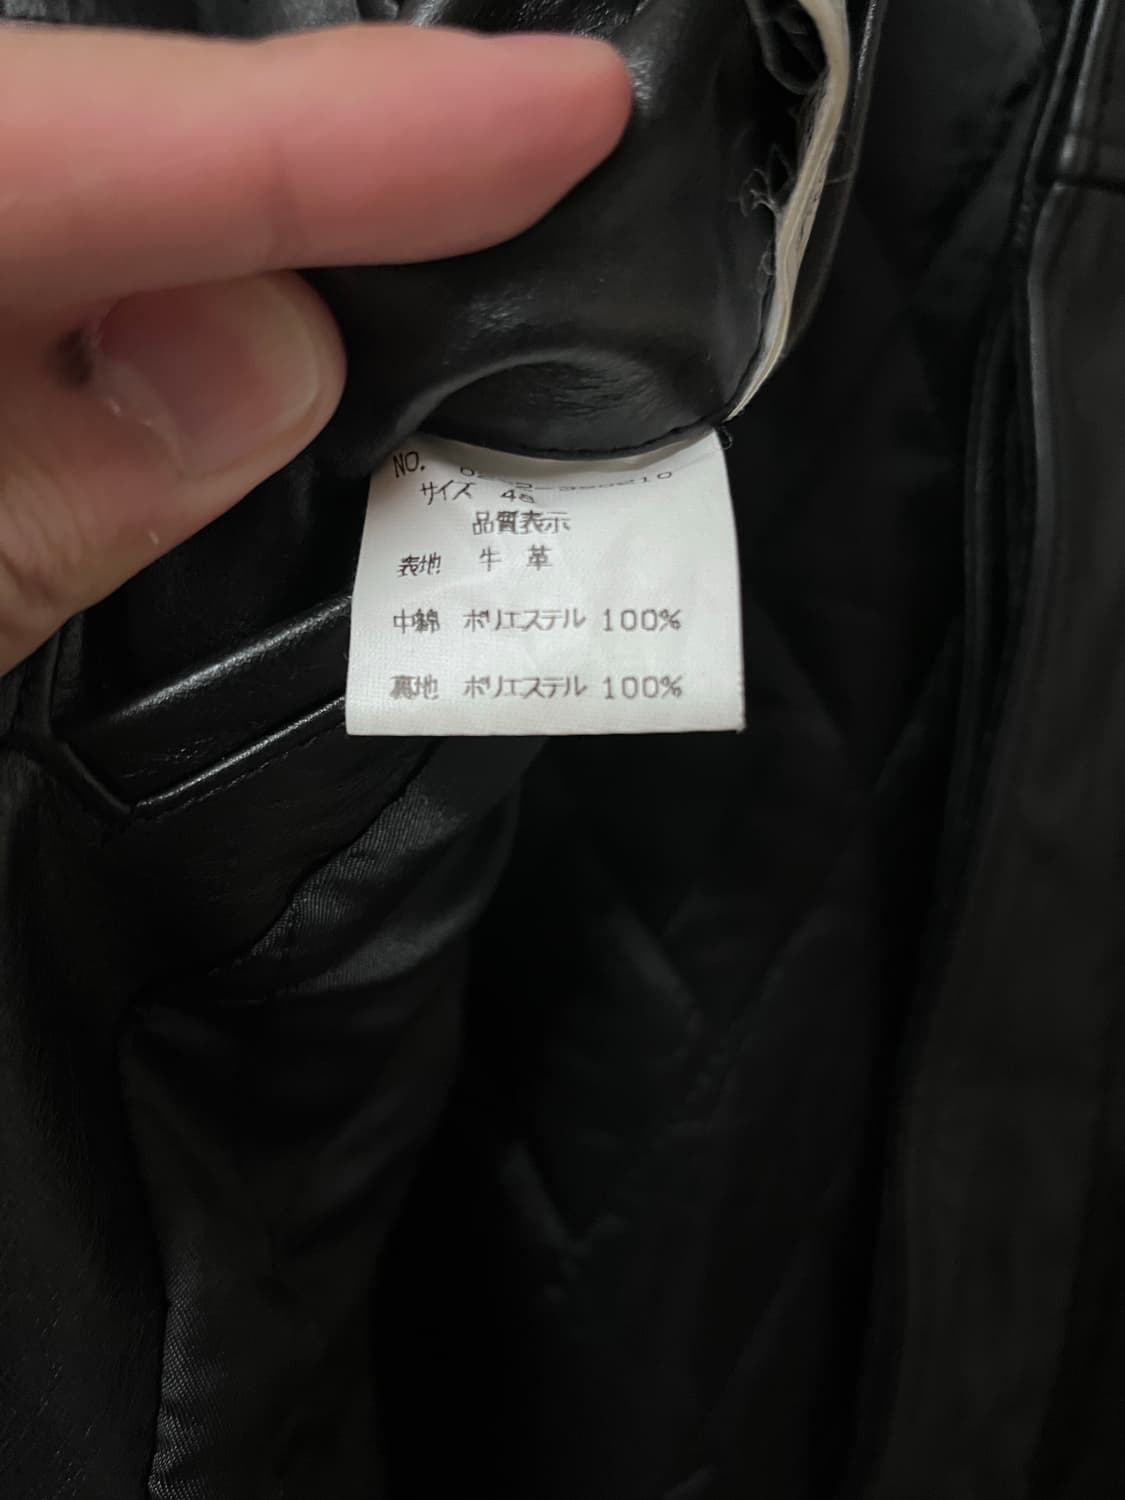 NO.
サイズ 48
品質表示
表地 牛革
中綿 ポリエステル 100%
裏地 ポリエステル 100%